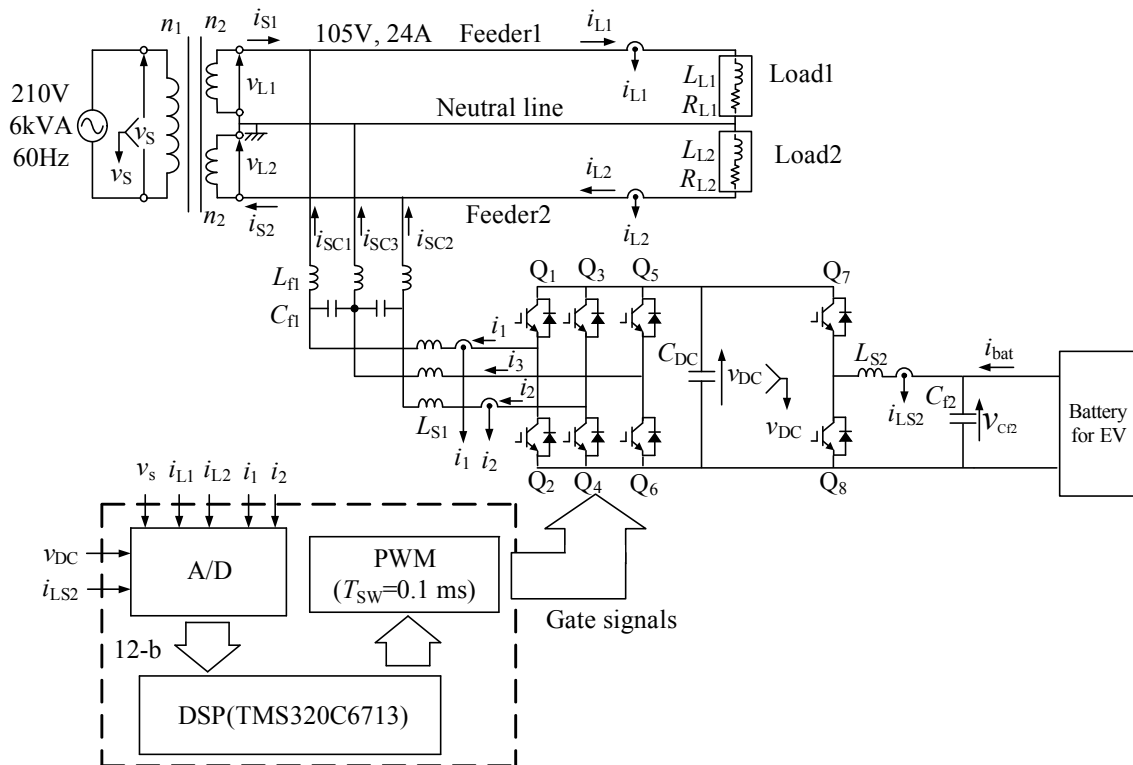 n1 n2 iS1
105V, 24A Feeder1 iL1
iL1
LL1 RL1 Load1
vL1
210V
6kVA
60Hz
vS
vS
Neutral line
vL2
LL2 RL2 Load2
iL2
n2 iS2
Feeder2
iL2
iSC1 iSC3 iSC2
Lf1
Cf1
Q1 Q3 Q5 Q7
i1
i3
i2
LS1
i1 i2
CDC vDC
vDC
LS2 ibat
iLS2 Cf2 vCf2
Battery
for EV
Q2 Q4 Q6 Q8
vs iL1 iL2 i1 i2
vDC
iLS2
A/D
PWM
(TSW=0.1 ms)
Gate signals
12-b
DSP(TMS320C6713)